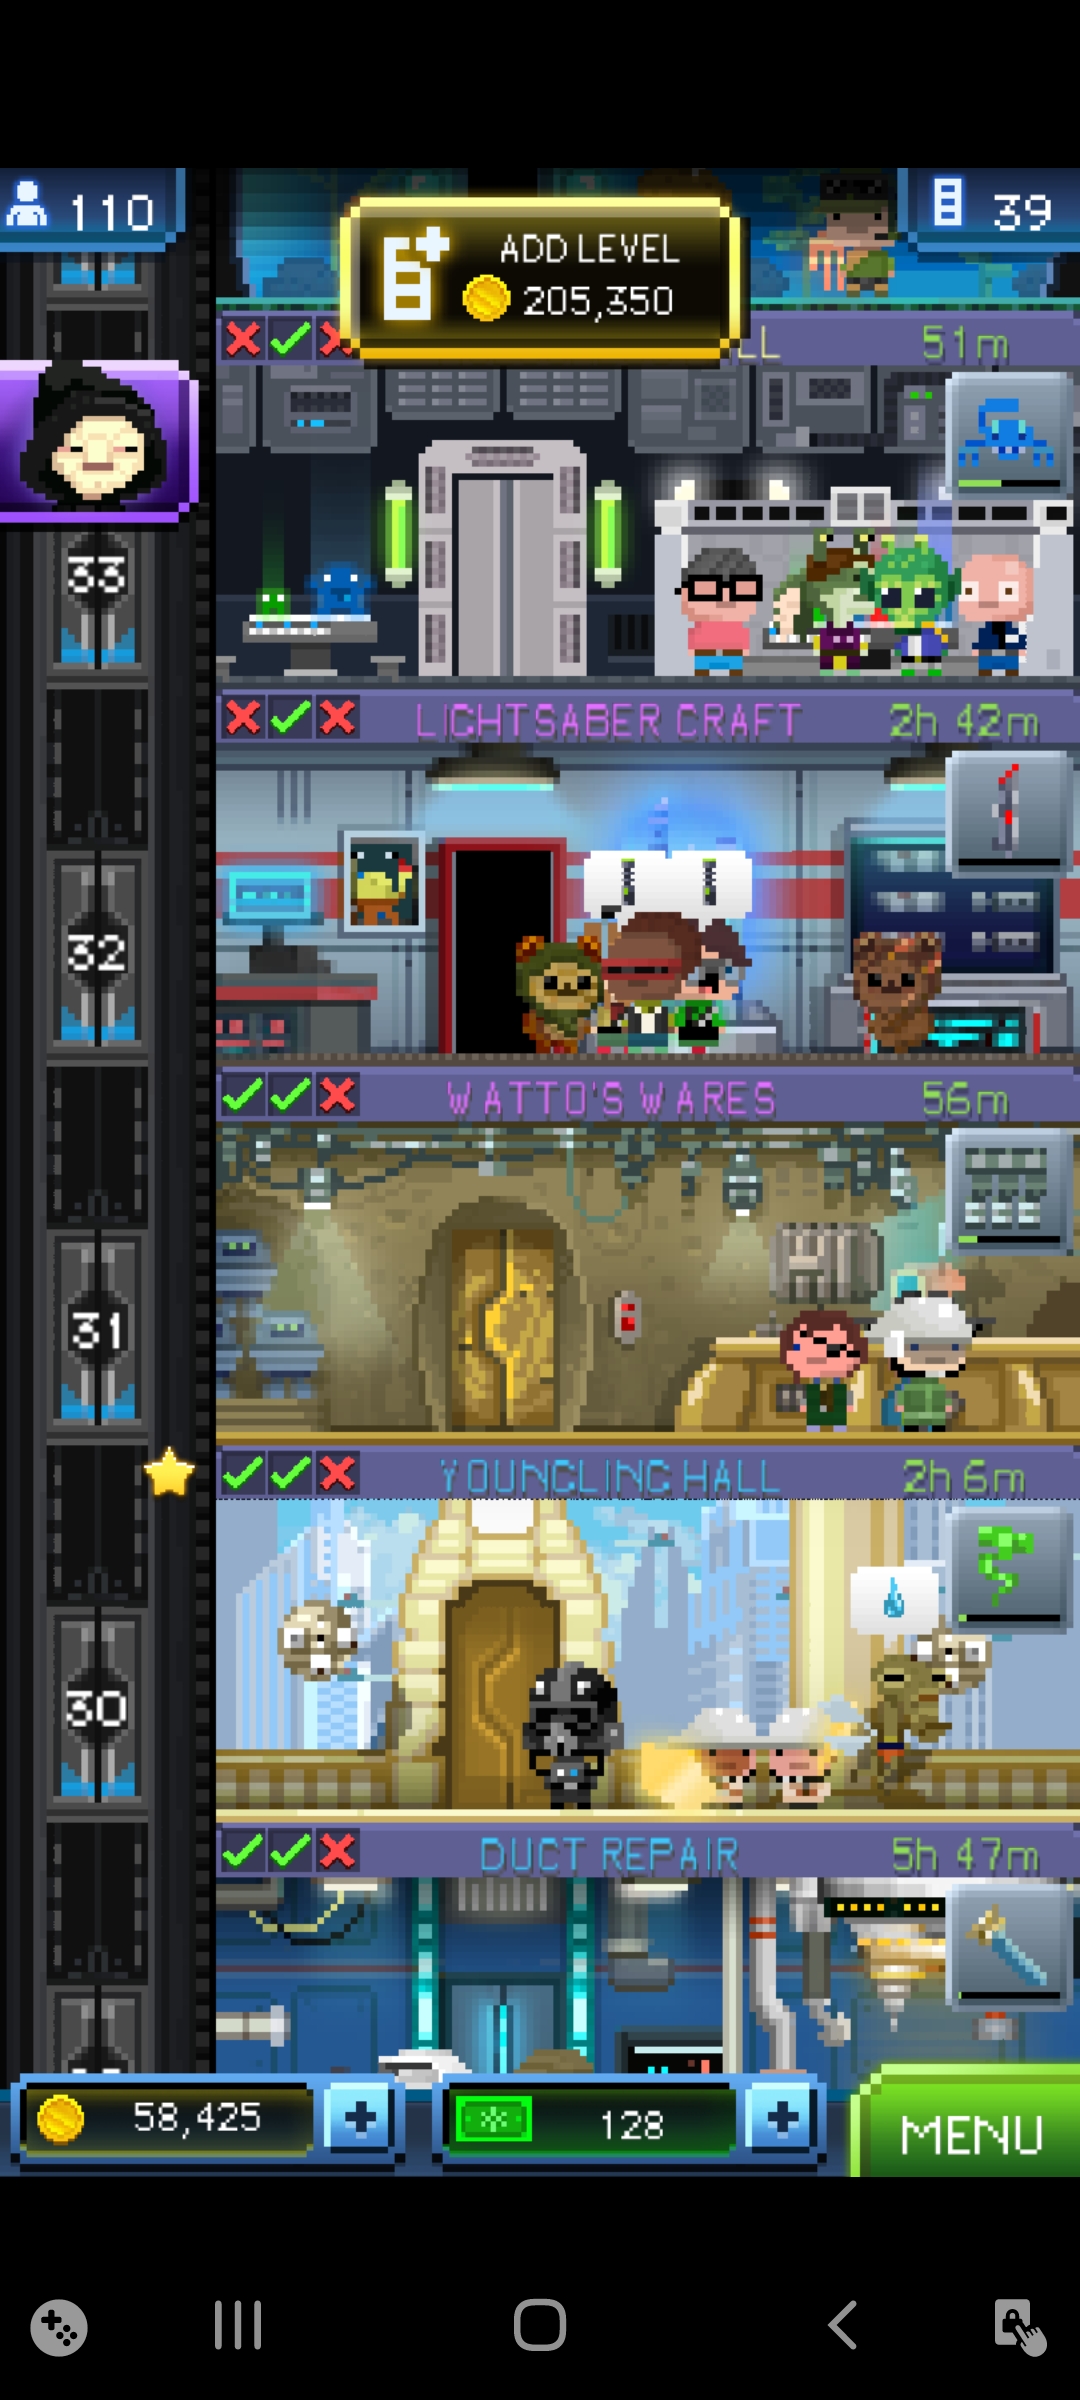 110
39
ADD LEVEL
205,350
LL
51m
33
LIGHTSABER CRAFT
2h 42m
32
WATTO'S WARES
56m
31
YOUNGLING HALL
2h 6m
30
DUCT REPAIR
5h 47m
58,425
128
MENU